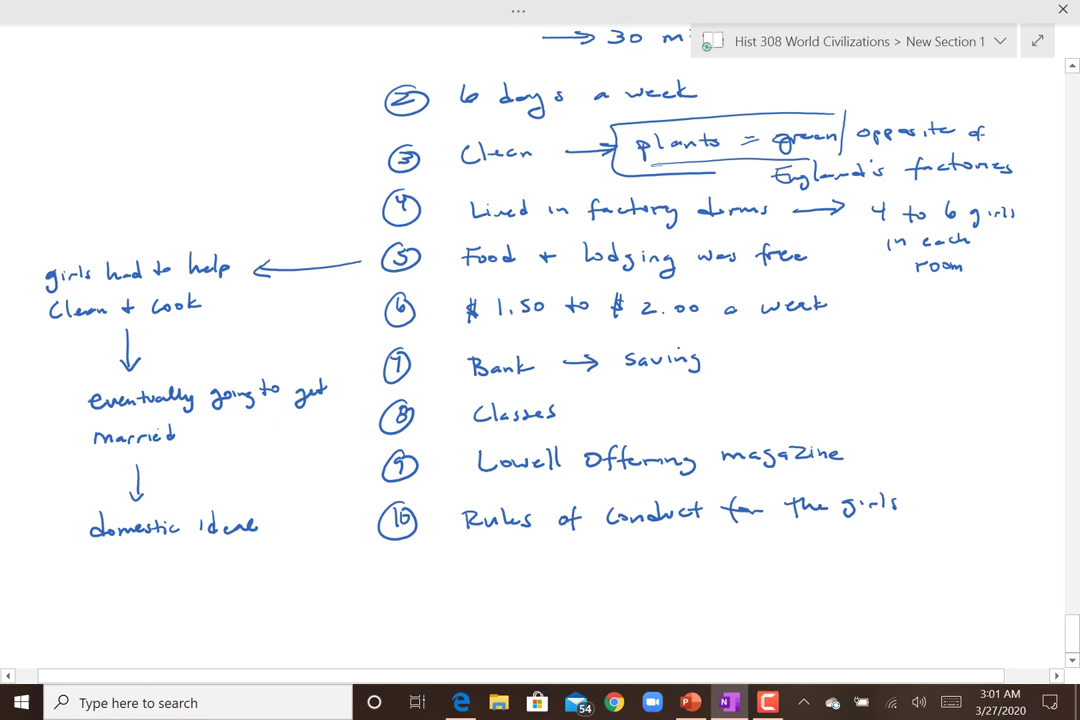 → 30 m
Hist 308 World Civilizations > New Section 1
② 6 days a week
③ Clean → plants = green / opposite of
England's factories
④ Lived in factory dorms → 4 to 6 girls
in each
room
⑤ Food + lodging was free
girls had to help
Clean + cook
eventually going to get
married
domestic ideal
⑥ $ 1.50 to $ 2.00 a week
⑦ Bank → saving
⑧ Classes
⑨ Lowell Offering magazine
⑩ Rules of conduct for the girls
Type here to search
54
3:01 AM
3/27/2020